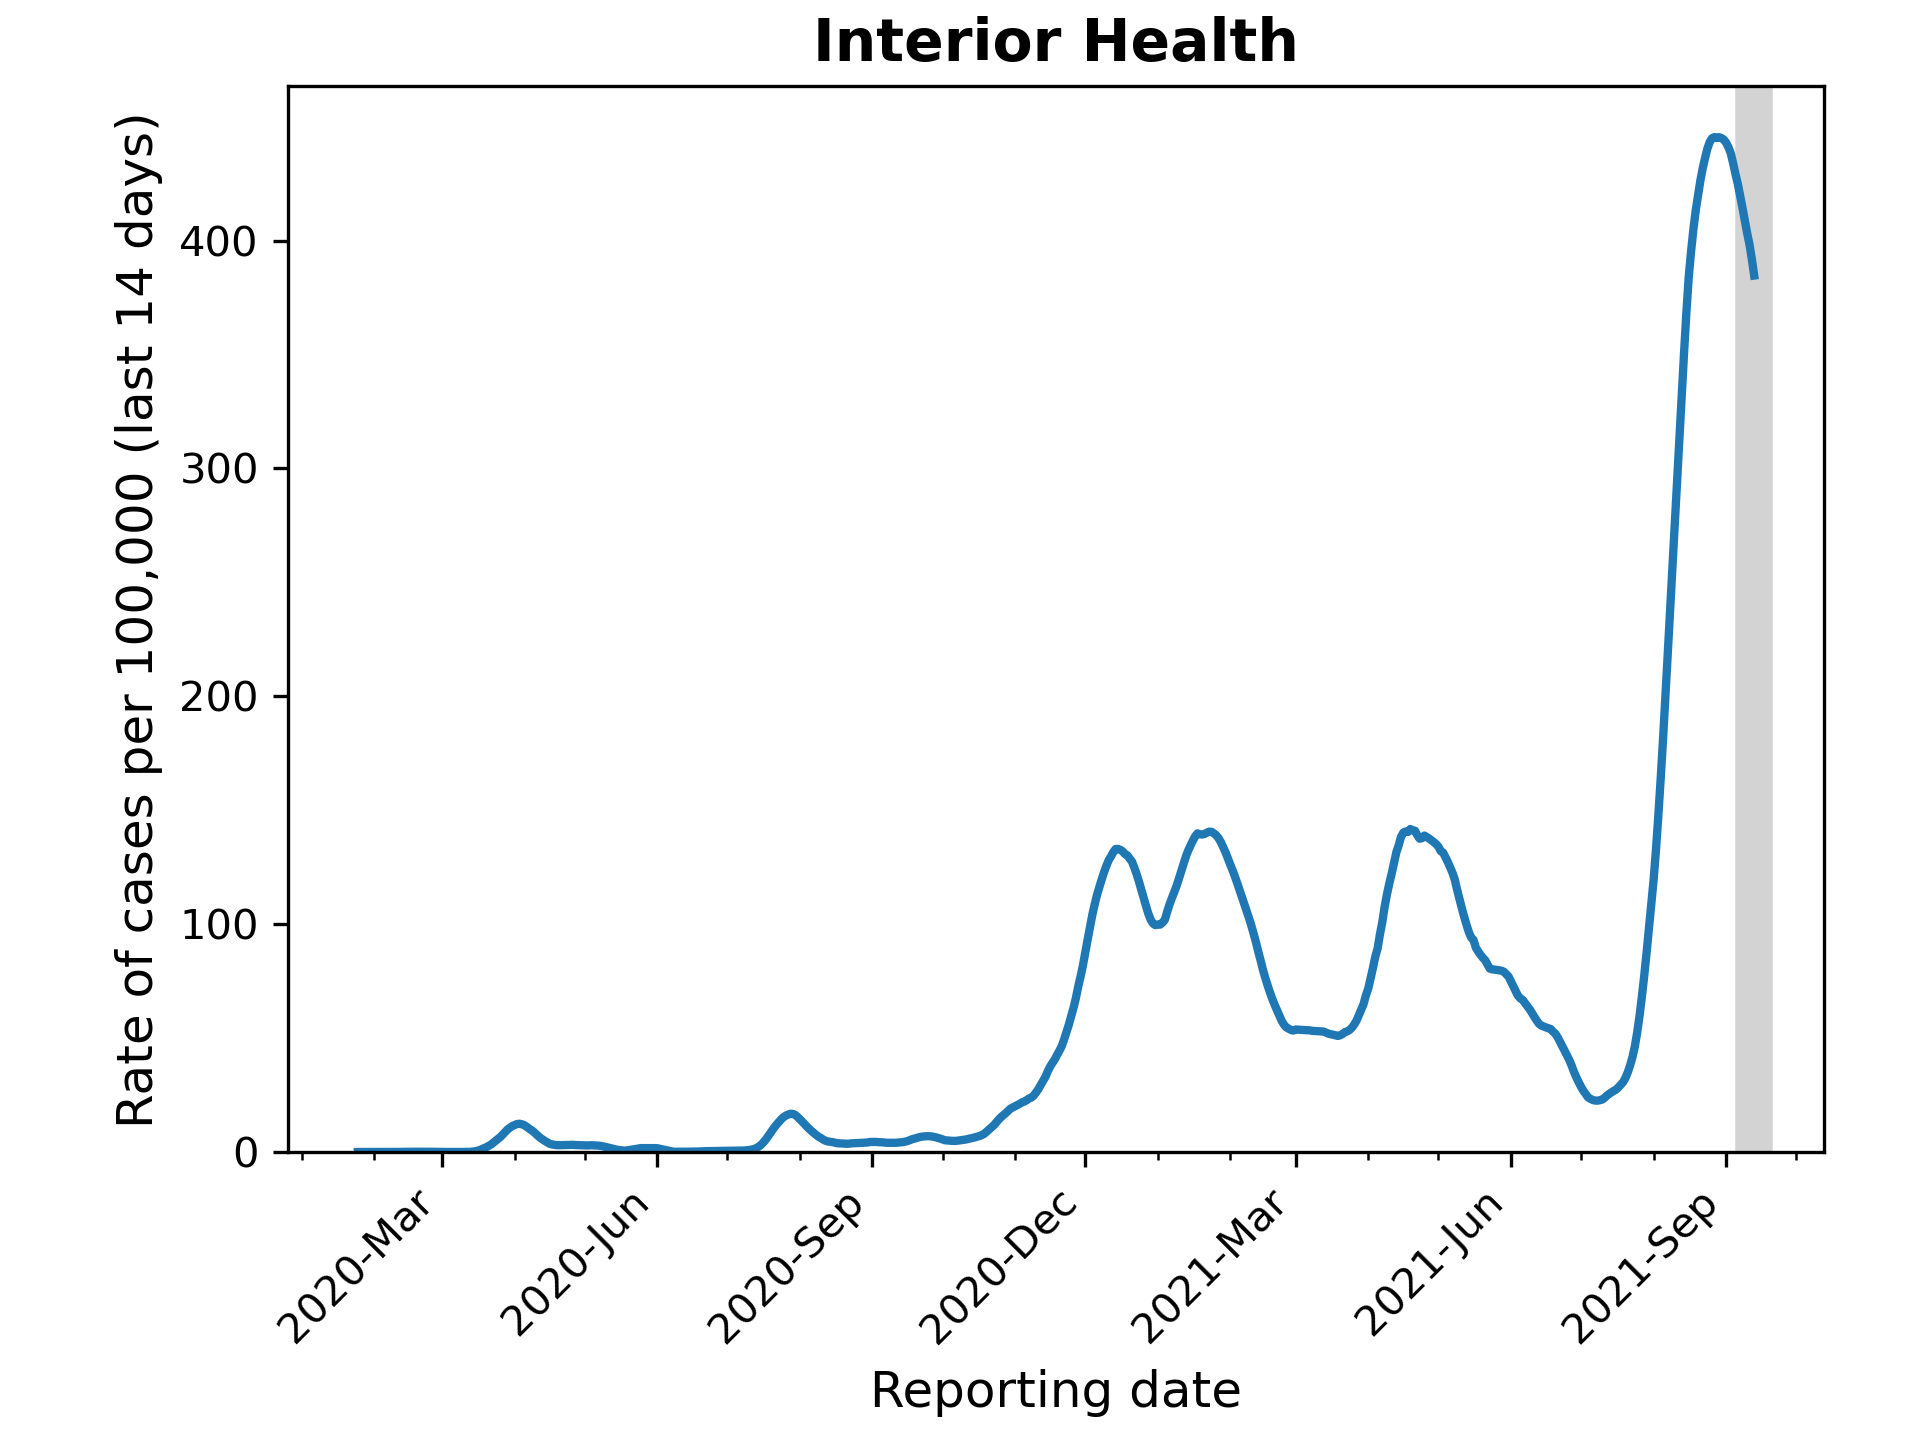 Interior Health
Rate of cases per 100,000 (last 14 days)
400
300
200
100
0
2020-Mar
2020-Jun
2020-Sep
2020-Dec
2021-Mar
2021-Jun
2021-Sep
Reporting date